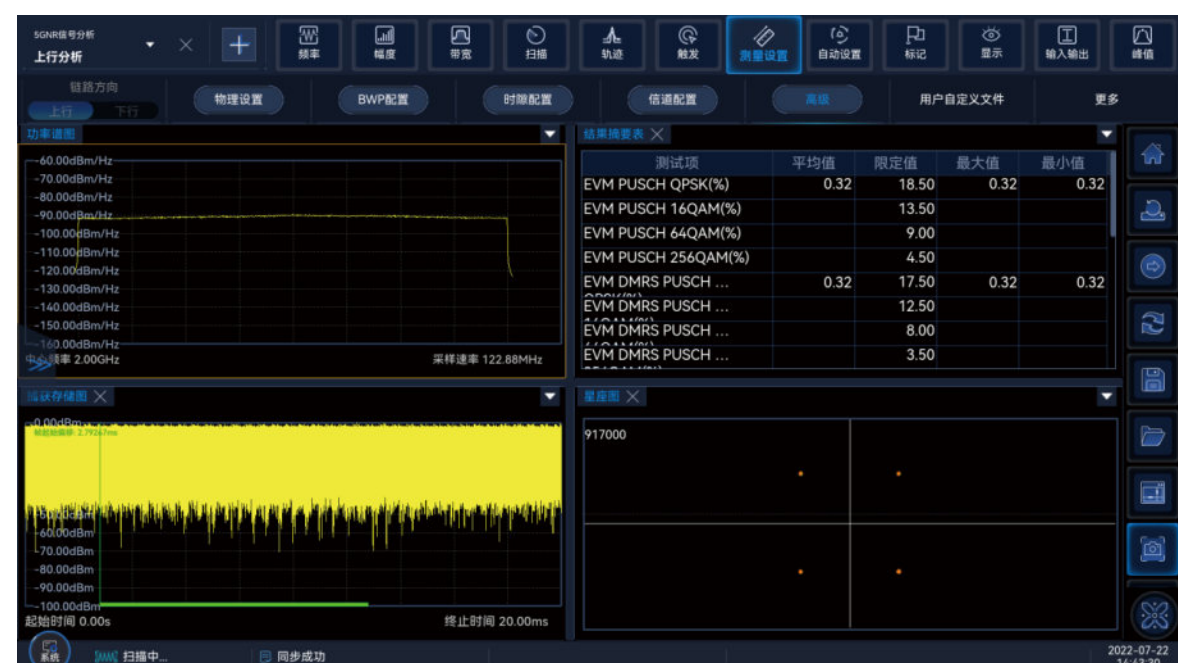 5GNR信号分析
上行分析
频率
幅度
带宽
扫描
轨迹
触发
测量设置
自动设置
标记
显示
输入输出
峰值
链路方向
上行 下行
物理设置
BWP配置
时隙配置
信道配置
高级
用户自定义文件
更多
功率谱图
-60.00dBm/Hz
-70.00dBm/Hz
-80.00dBm/Hz
-90.00dBm/Hz
-100.00dBm/Hz
-110.00dBm/Hz
-120.00dBm/Hz
-130.00dBm/Hz
-140.00dBm/Hz
-150.00dBm/Hz
-160.00dBm/Hz
中心频率 2.00GHz 采样速率 122.88MHz
结果摘要表
测试项 平均值 限定值 最大值 最小值
EVM PUSCH QPSK(%) 0.32 18.50 0.32 0.32
EVM PUSCH 16QAM(%) 13.50
EVM PUSCH 64QAM(%) 9.00
EVM PUSCH 256QAM(%) 4.50
EVM DMRS PUSCH ... 0.32 17.50 0.32 0.32
EVM DMRS PUSCH ... 12.50
EVM DMRS PUSCH ... 8.00
EVM DMRS PUSCH ... 3.50
捕获存储图
0.00dBm
帧起始偏移: 2.79267ms
-60.00dBm
-70.00dBm
-80.00dBm
-90.00dBm
-100.00dBm
起始时间 0.00s 终止时间 20.00ms
星座图
917000
系统
扫描中...
同步成功
2022-07-22